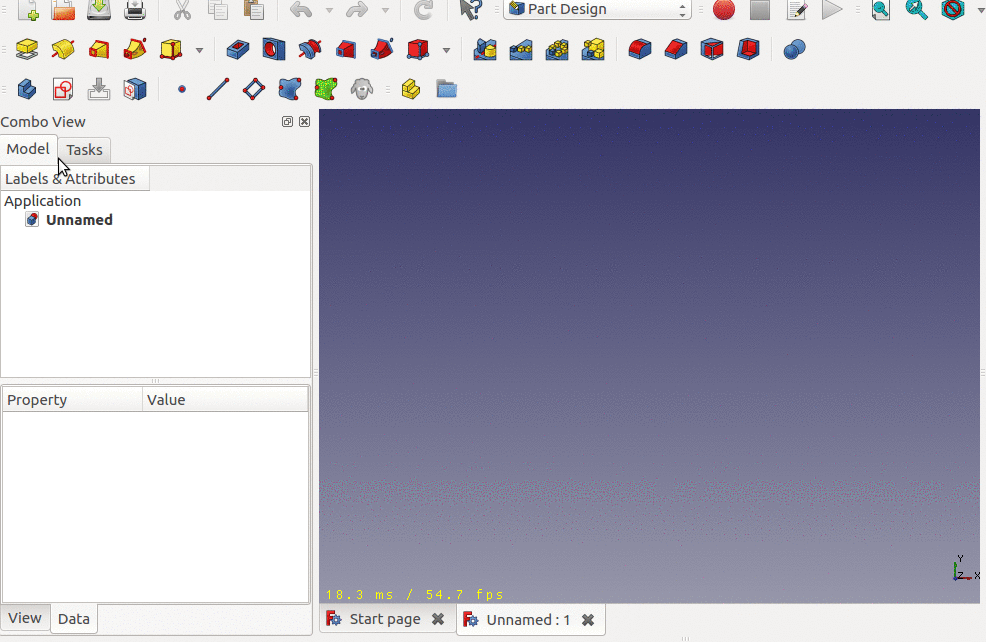 Part Design
Combo View
Model Tasks
Labels & Attributes
Application
Unnamed
Property Value
Y
Z X
18.3 ms / 54.7 fps
View Data
Start page Unnamed : 1